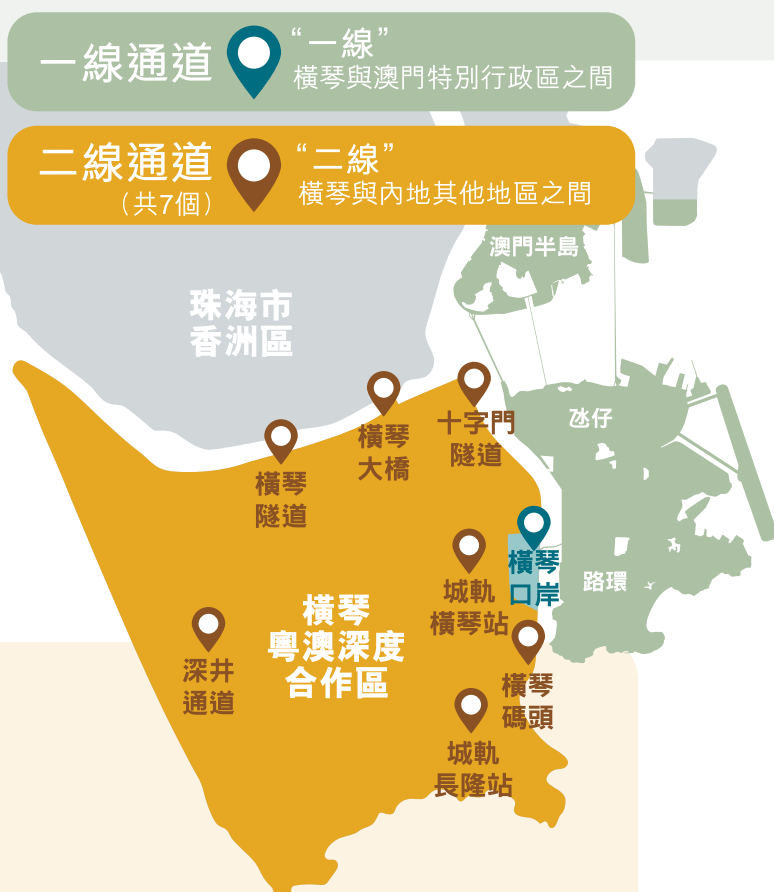 一線通道
“一線”
橫琴與澳門特別行政區之間
二線通道
（共7個）
“二線”
橫琴與內地其他地區之間
澳門半島
珠海市
香洲區
氹仔
十字門
隧道
橫琴
大橋
橫琴
隧道
橫琴
口岸
路環
城軌
橫琴站
橫琴
粵澳深度
合作區
深井
通道
橫琴
碼頭
城軌
長隆站